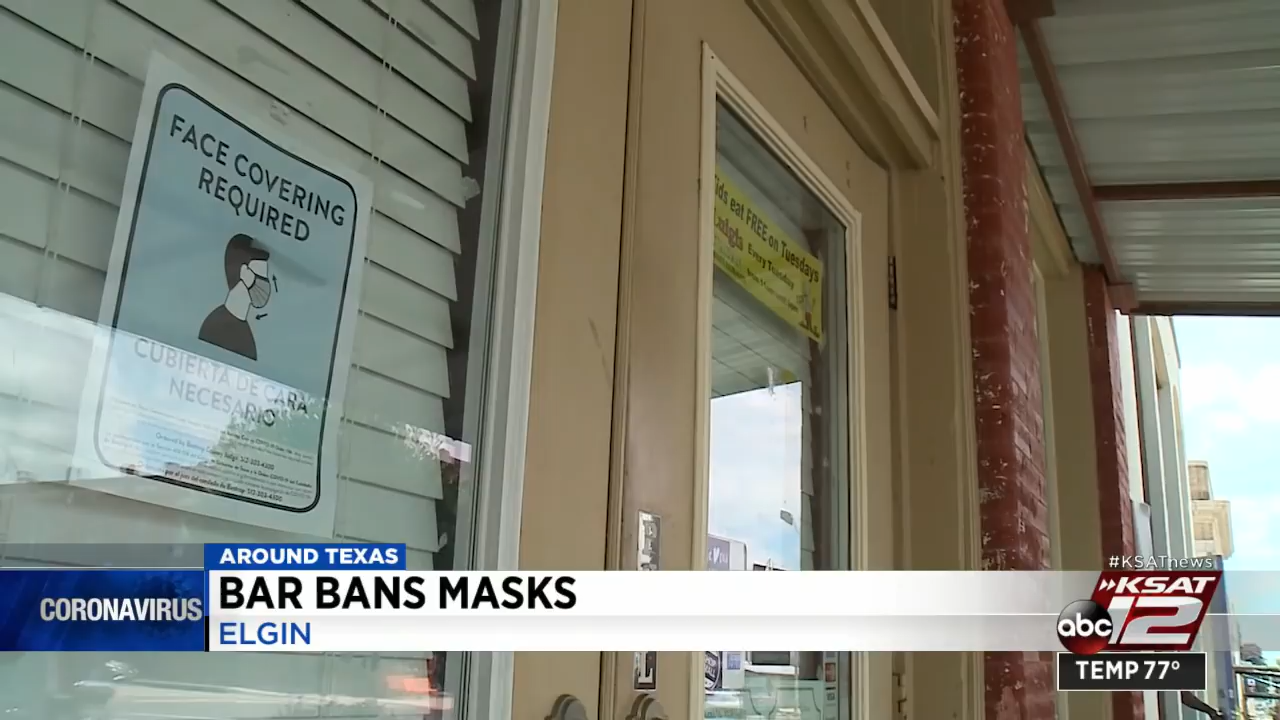 FACE COVERING
REQUIRED
CUBIERTA DE CARA
NECESARIO
ids eat FREE on Tuesdays
Every Tuesday
AROUND TEXAS
CORONAVIRUS
BAR BANS MASKS
ELGIN
#KSATnews
KSAT
abc 12
TEMP 77°